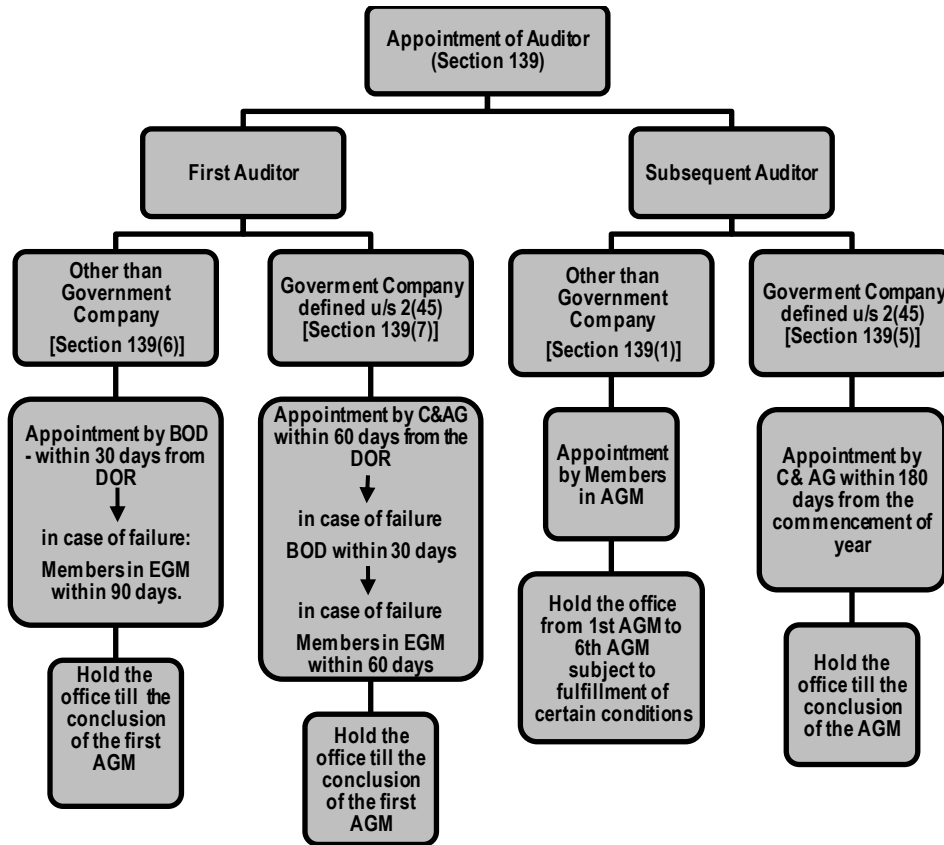 Appointment of Auditor
(Section 139)
First Auditor
Subsequent Auditor
Other than
Government
Company
[Section 139(6)]
Goverment Company
defined u/s 2(45)
[Section 139(7)]
Other than
Government
Company
[Section 139(1)]
Goverment Company
defined u/s 2(45)
[Section 139(5)]
Appointment by BOD
- within 30 days from
DOR
in case of failure:
Members in EGM
within 90 days.
Appointment by C&AG
within 60 days from the
DOR
in case of failure
BOD within 30 days
in case of failure
Members in EGM
within 60 days
Appointment
by Members
in AGM
Appointment by
C& AG within 180
days from the
commencement of
year
Hold the
office till the
conclusion
of the first
AGM
Hold the
office till the
conclusion
of the first
AGM
Hold the office
from 1st AGM to
6th AGM
subject to
fulfillment of
certain conditions
Hold the
office till the
conclusion
of the AGM